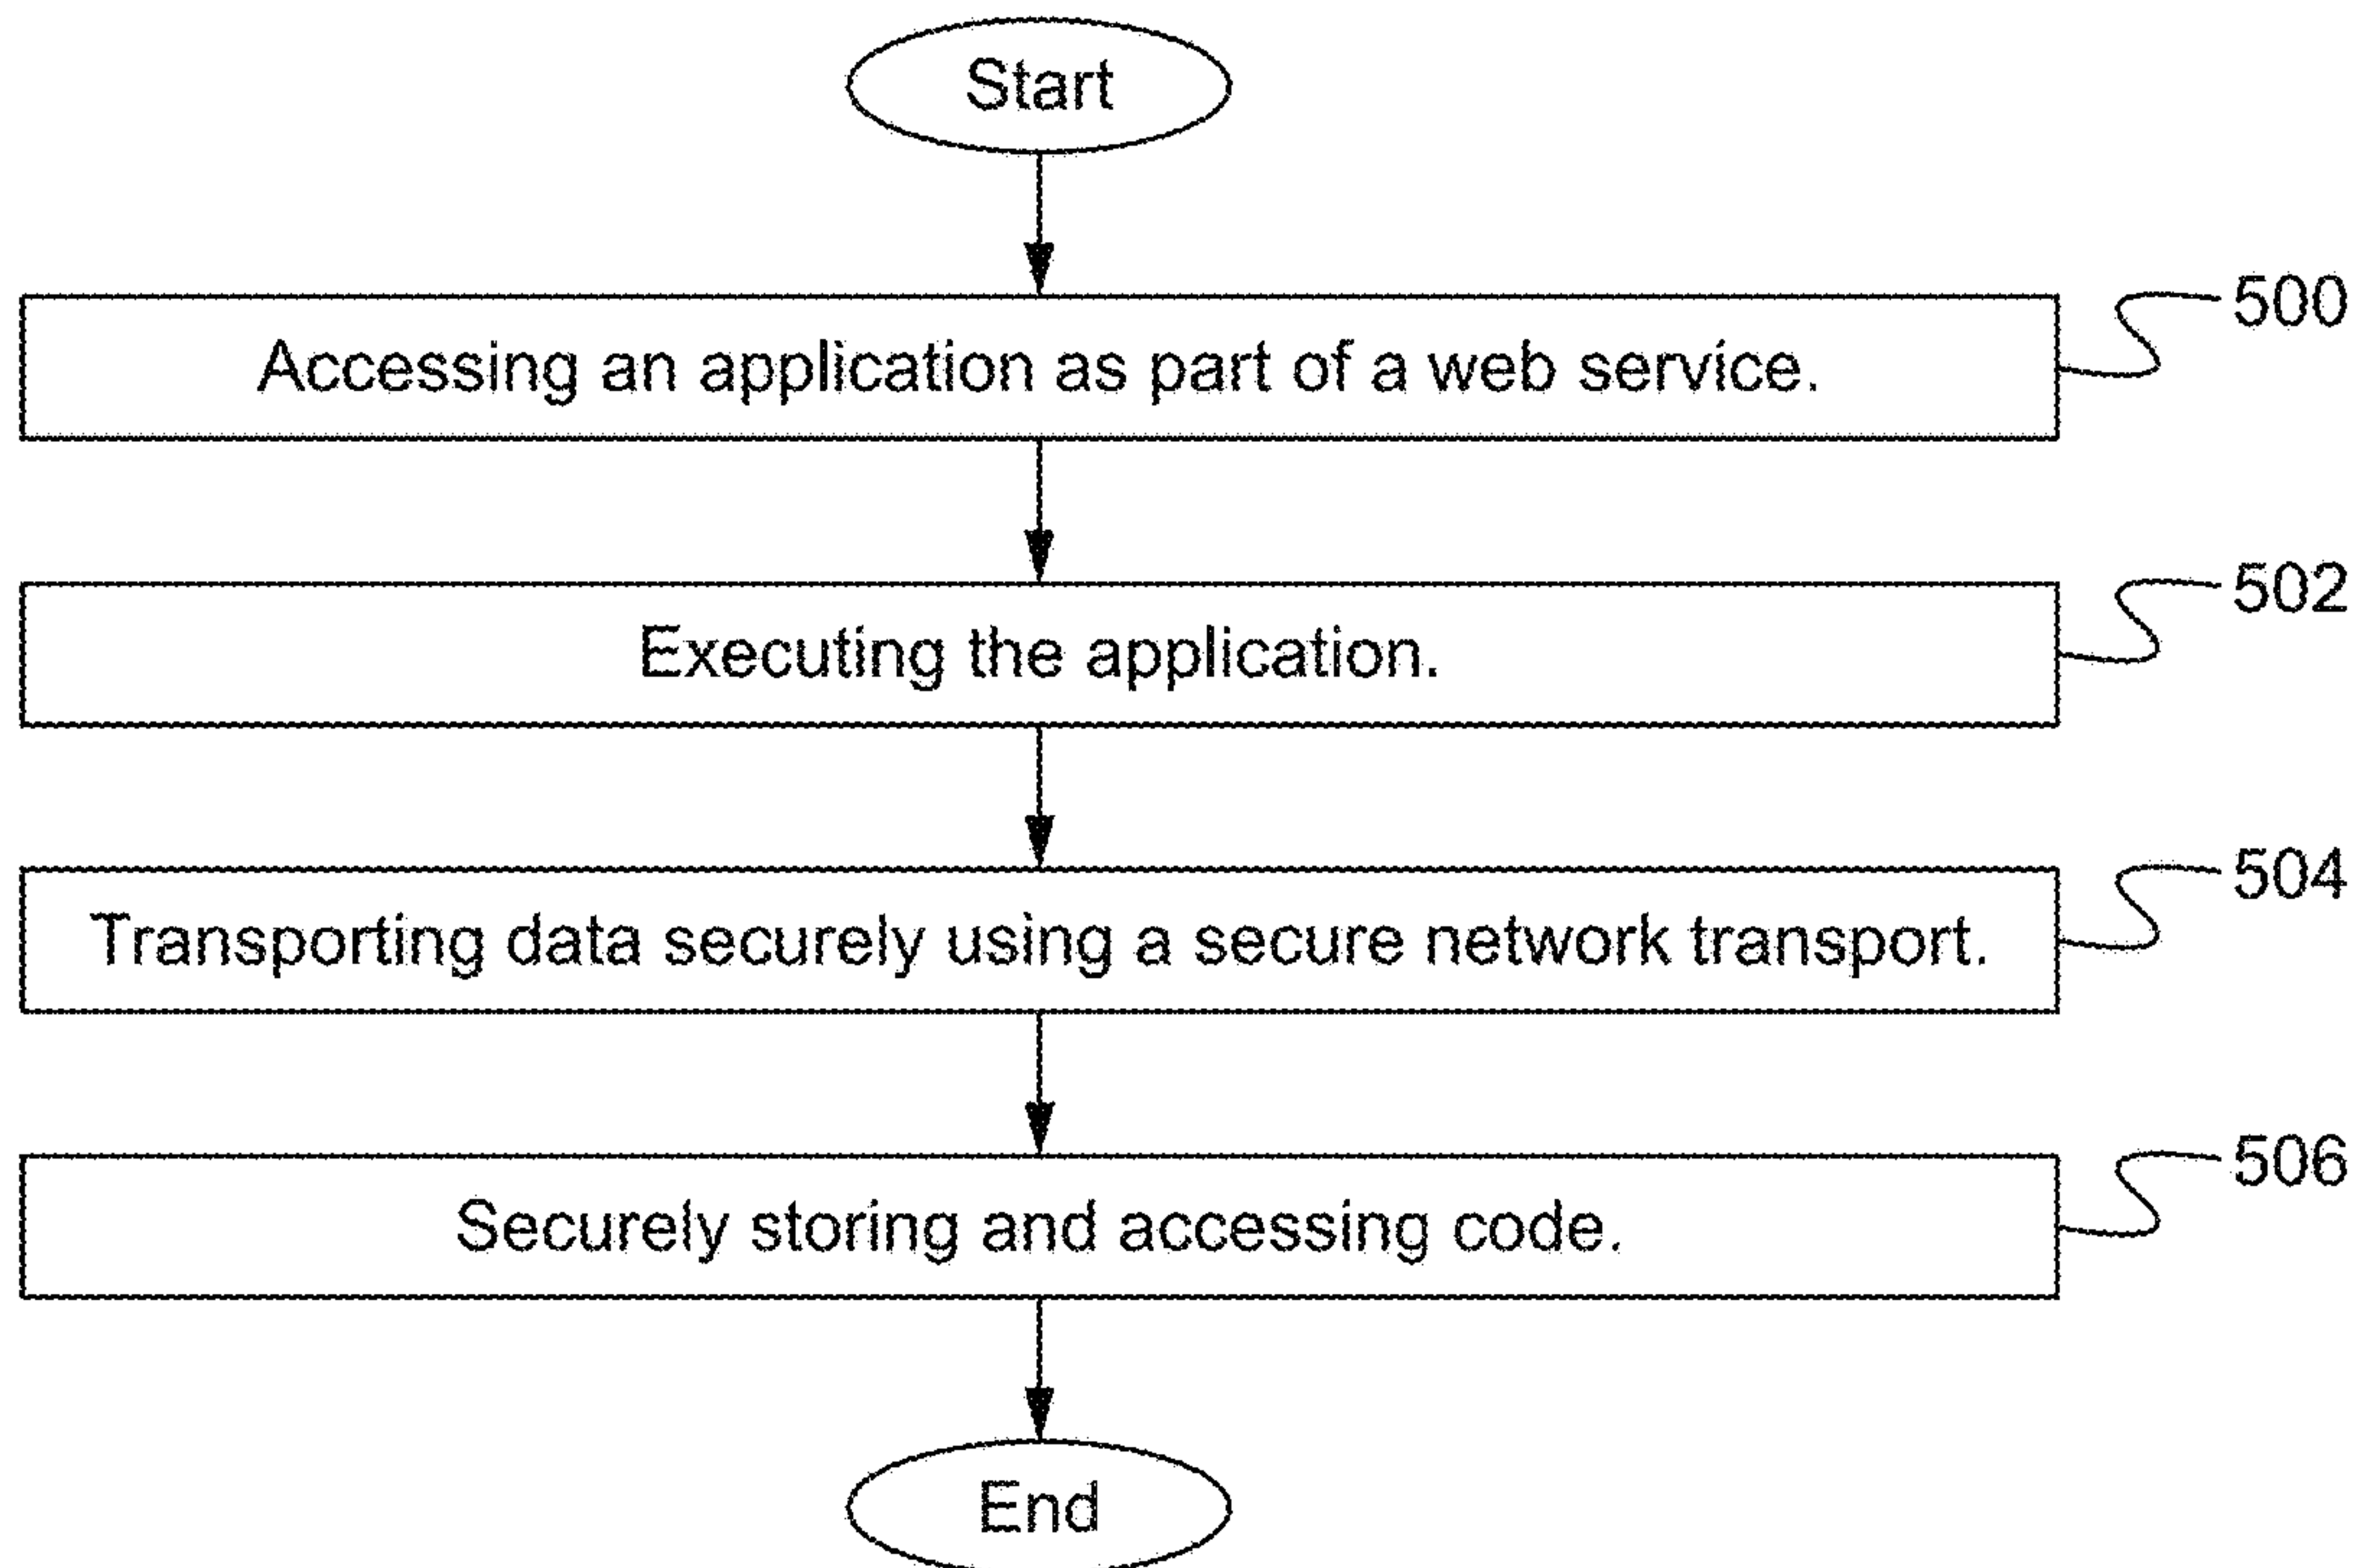 Start
500
Accessing an application as part of a web service.
502
Executing the application.
504
Transporting data securely using a secure network transport.
506
Securely storing and accessing code.
End